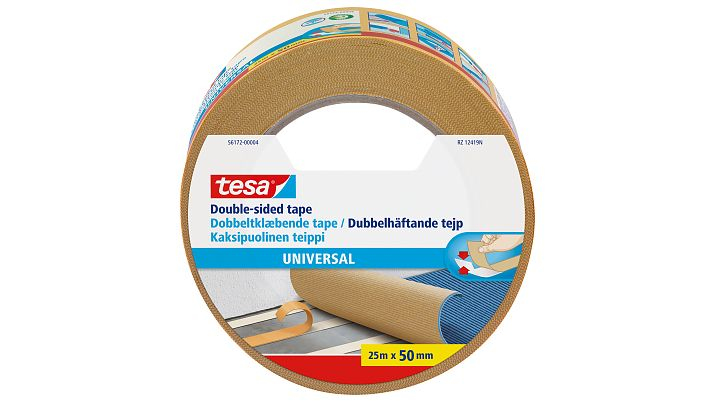 56172-00004
RZ 12419N
tesa
Double-sided tape
Dobbeltklæbende tape / Dubbelhäftande tejp
Kaksipuolinen teippi
UNIVERSAL
25m x 50mm